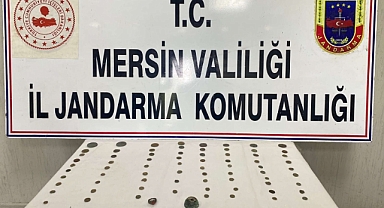 T.C.
MERSİN VALİLİĞİ
İL JANDARMA KOMUTANLIĞI
JANDARMA